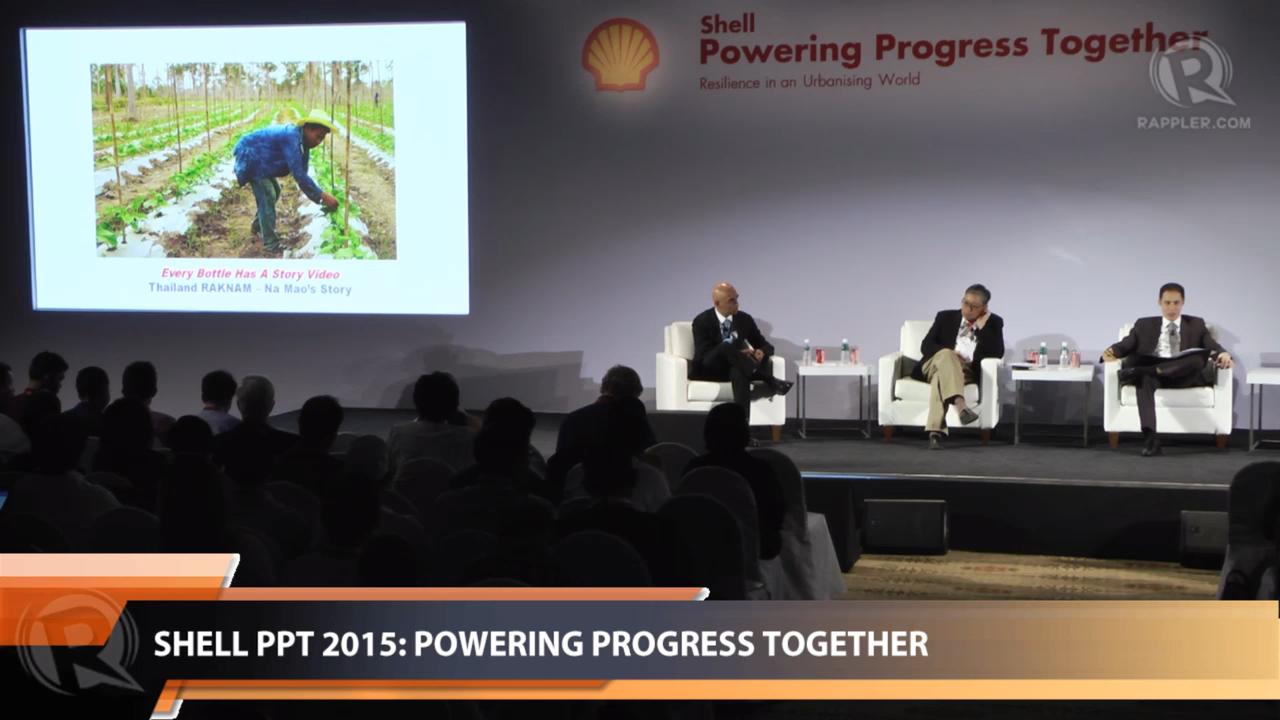 Shell
Powering Progress Together
Resilience in an Urbanising World
RAPPLER.COM
Every Bottle Has A Story Video
Thailand RAKNAM – Na Mao's Story
SHELL PPT 2015: POWERING PROGRESS TOGETHER